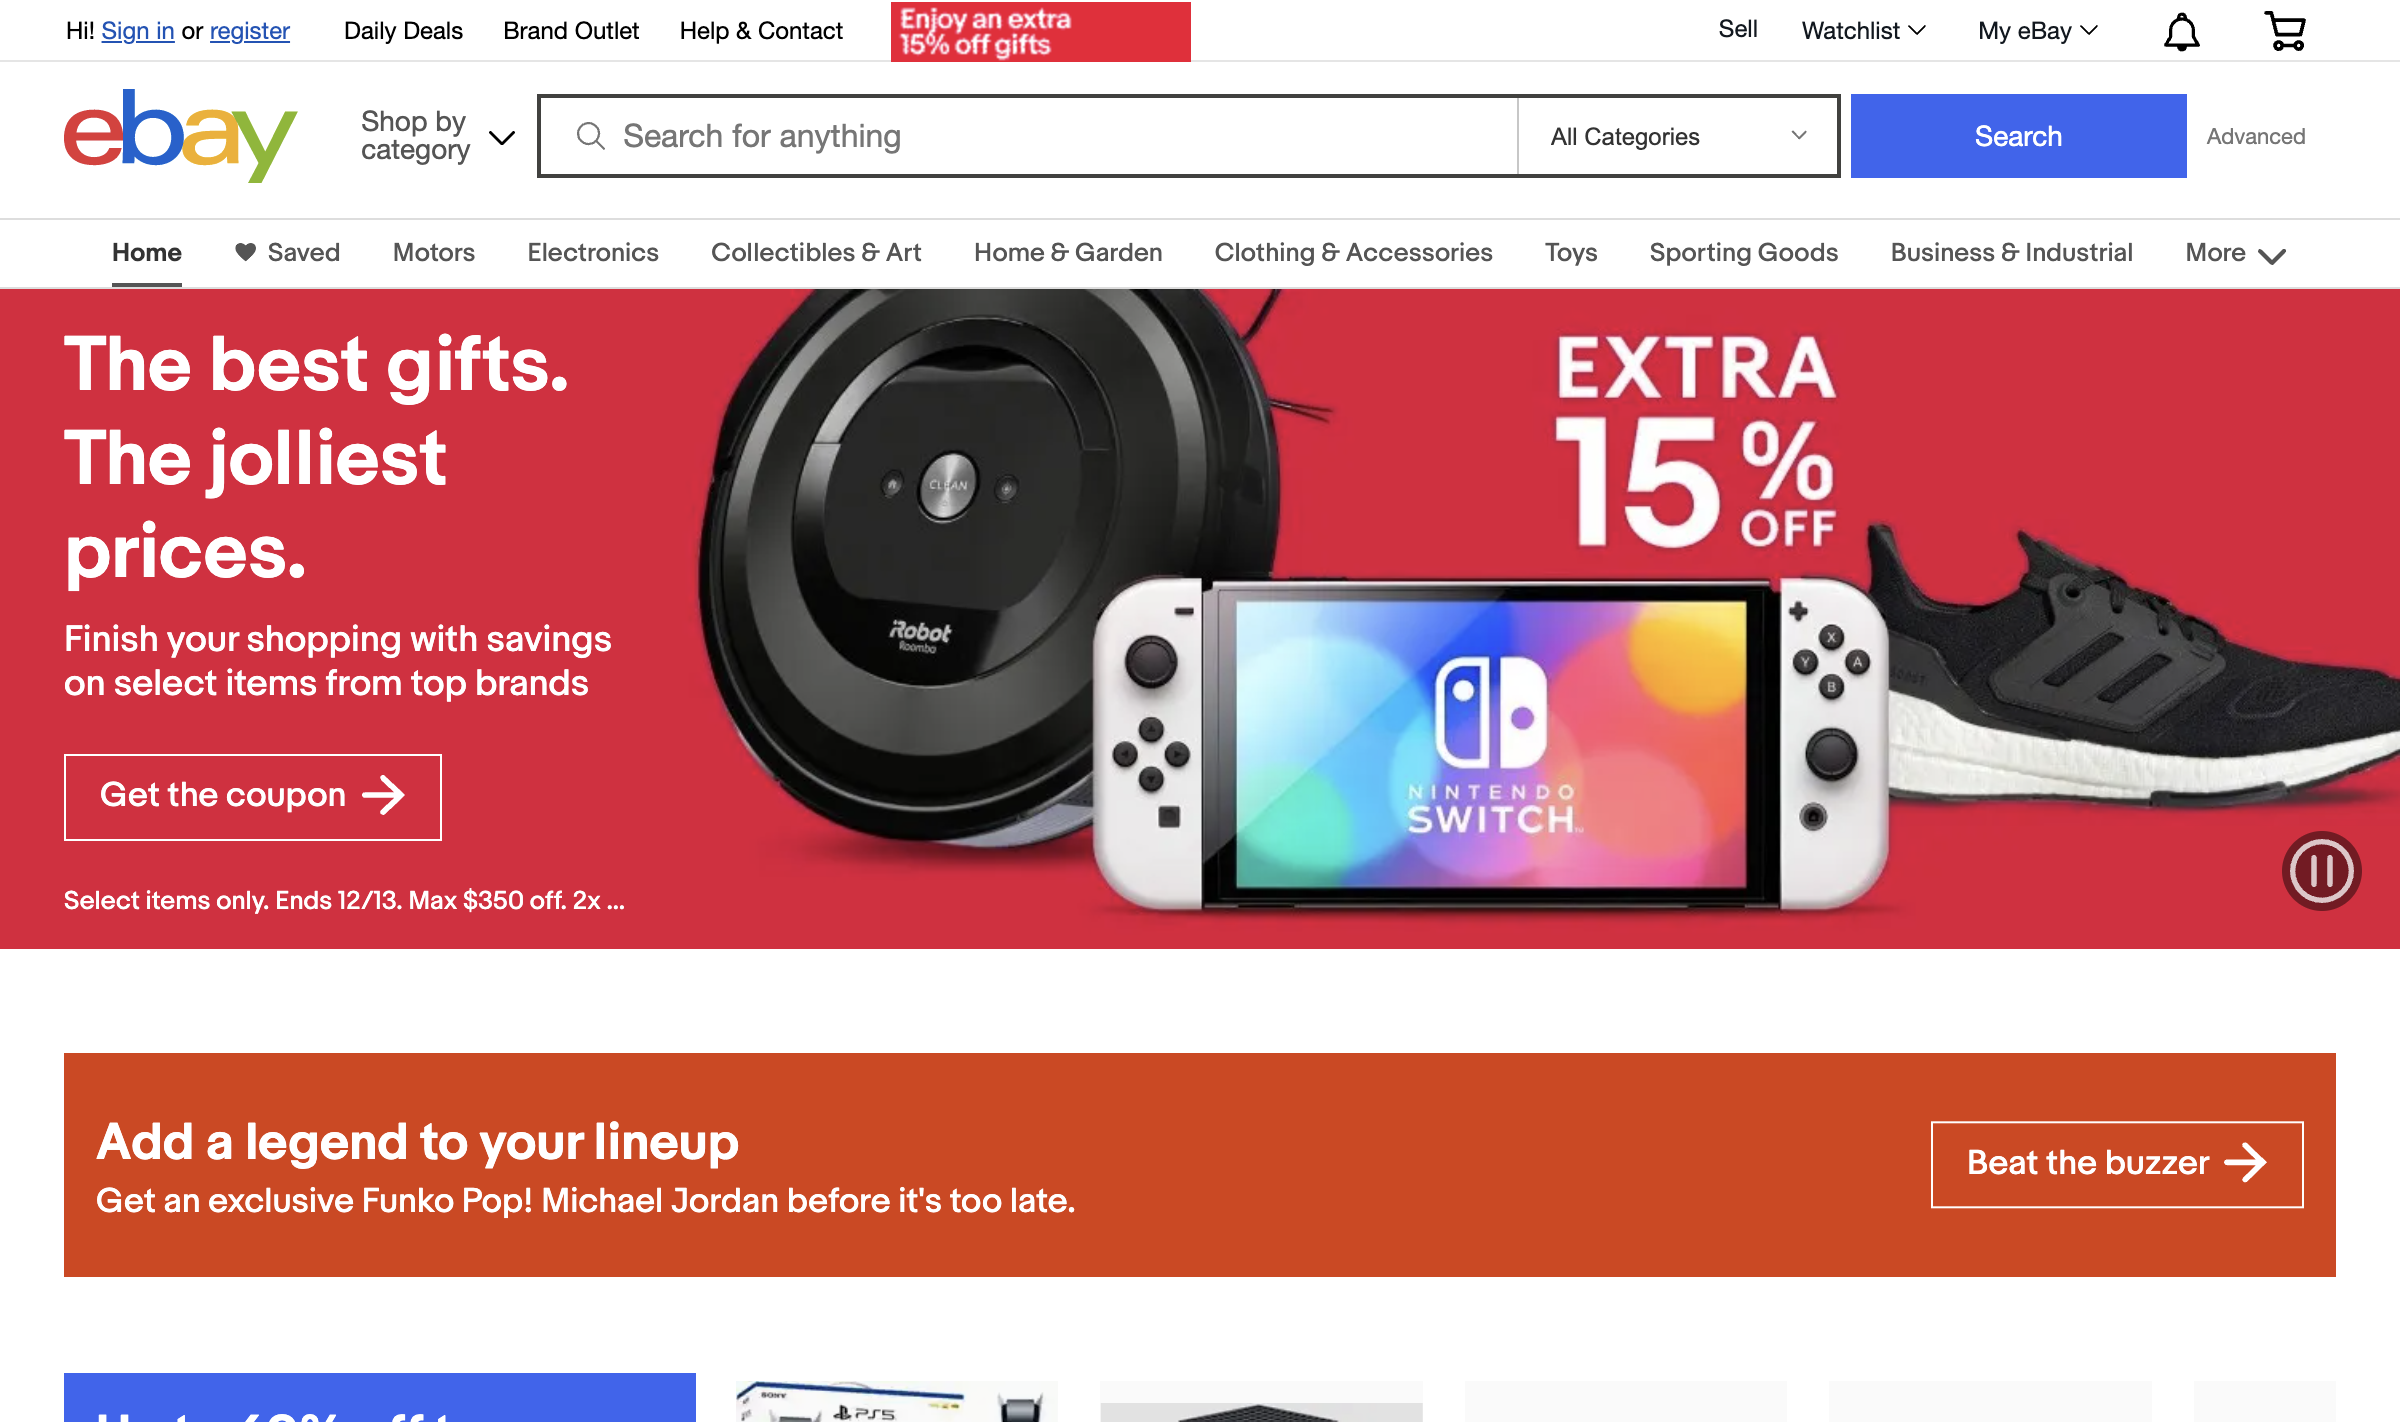 Hi! Sign in or register
Daily Deals
Brand Outlet
Help & Contact
Enjoy an extra
15% off gifts
Sell
Watchlist
My eBay
ebay
Shop by
category
Search for anything
All Categories
Search
Advanced
Home
Saved
Motors
Electronics
Collectibles & Art
Home & Garden
Clothing & Accessories
Toys
Sporting Goods
Business & Industrial
More
The best gifts.
The jolliest
prices.
Finish your shopping with savings
on select items from top brands
Get the coupon
Select items only. Ends 12/13. Max $350 off. 2x ...
CLEAN
iRobot
Roomba
EXTRA
15%
OFF
X
Y
A
B
NINTENDO
SWITCH
Add a legend to your lineup
Get an exclusive Funko Pop! Michael Jordan before it's too late.
Beat the buzzer
SONY
PS5